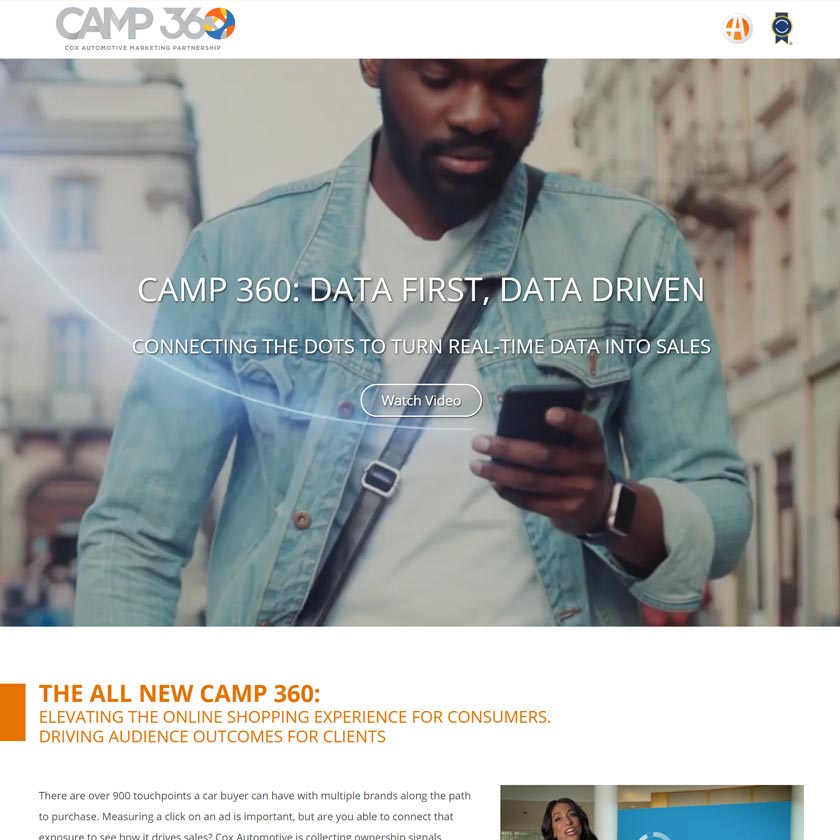 CAMP 360
COX AUTOMOTIVE MARKETING PARTNERSHIP
CAMP 360: DATA FIRST, DATA DRIVEN
CONNECTING THE DOTS TO TURN REAL-TIME DATA INTO SALES
Watch Video
THE ALL NEW CAMP 360:
ELEVATING THE ONLINE SHOPPING EXPERIENCE FOR CONSUMERS.
DRIVING AUDIENCE OUTCOMES FOR CLIENTS
There are over 900 touchpoints a car buyer can have with multiple brands along the path
to purchase. Measuring a click on an ad is important, but are you able to connect that
exposure to see how it drives sales? Cox Automotive is collecting ownership signals,